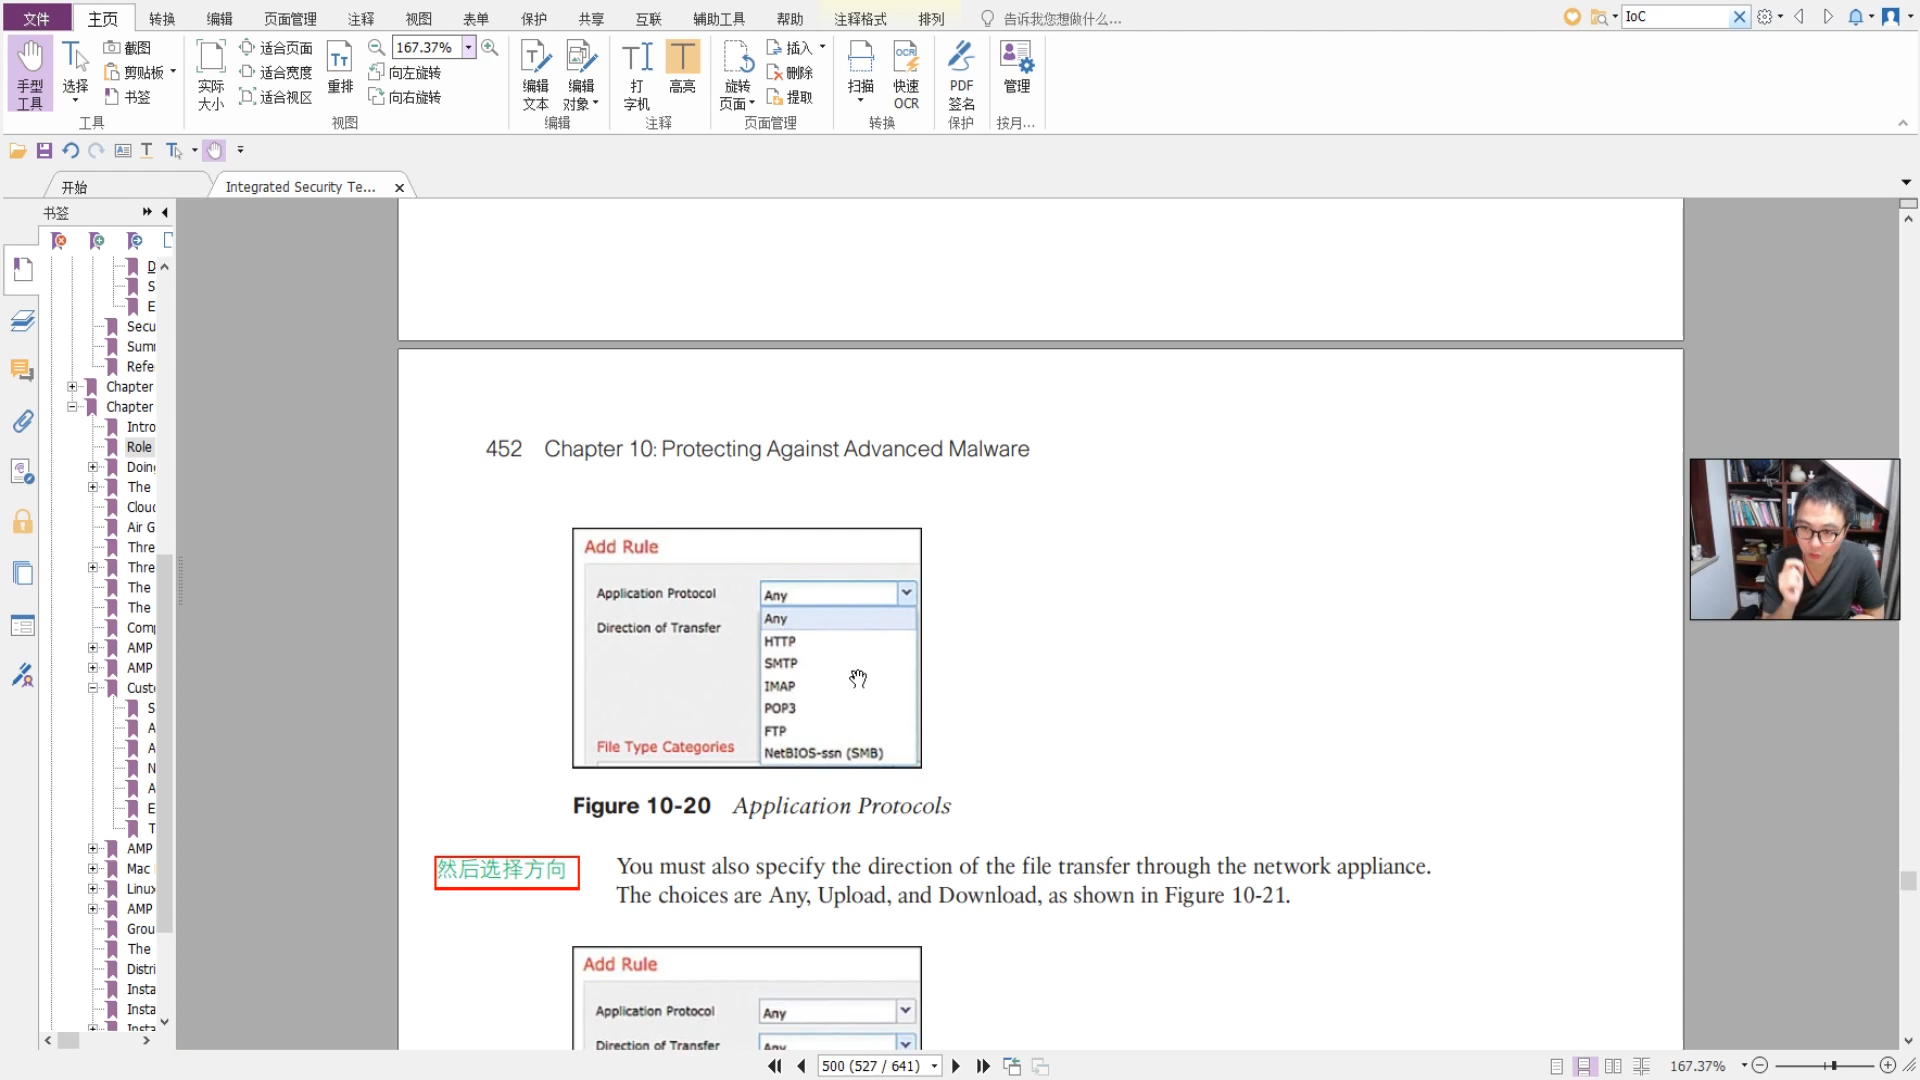 文件 主页 转换 编辑 页面管理 注释 视图 表单 保护 共享 互联 辅助工具 帮助 注释格式 排列 告诉我您想做什么... IoC
手型
工具
选择
截图
剪贴板
书签
工具
实际
大小
适合页面
适合宽度
适合视区
重排
167.37%
向左旋转
向右旋转
视图
编辑
文本
编辑
对象
编辑
打
字机
高亮
注释
旋转
页面
插入
删除
提取
页面管理
扫描
快速
OCR
转换
PDF
签名
保护
管理
按月...
开始 Integrated Security Te...
书签
D
S
E
Secu
Sum
Refe
Chapter
Chapter
Intro
Role
Doin
The
Clou
Air G
Thre
Thre
The
The
Com
AMP
AMP
Cust
S
A
A
N
A
E
T
AMP
Mac
Linux
AMP
Grou
The
Distri
Insta
Insta
Insta
452 Chapter 10: Protecting Against Advanced Malware
Add Rule
Application Protocol Any
Any
Direction of Transfer
HTTP
SMTP
IMAP
POP3
FTP
File Type Categories
NetBIOS-ssn (SMB)
Figure 10-20 Application Protocols
然后选择方向
You must also specify the direction of the file transfer through the network appliance.
The choices are Any, Upload, and Download, as shown in Figure 10-21.
Add Rule
Application Protocol Any
Direction of Transfer Any
500 (527 / 641) 167.37%